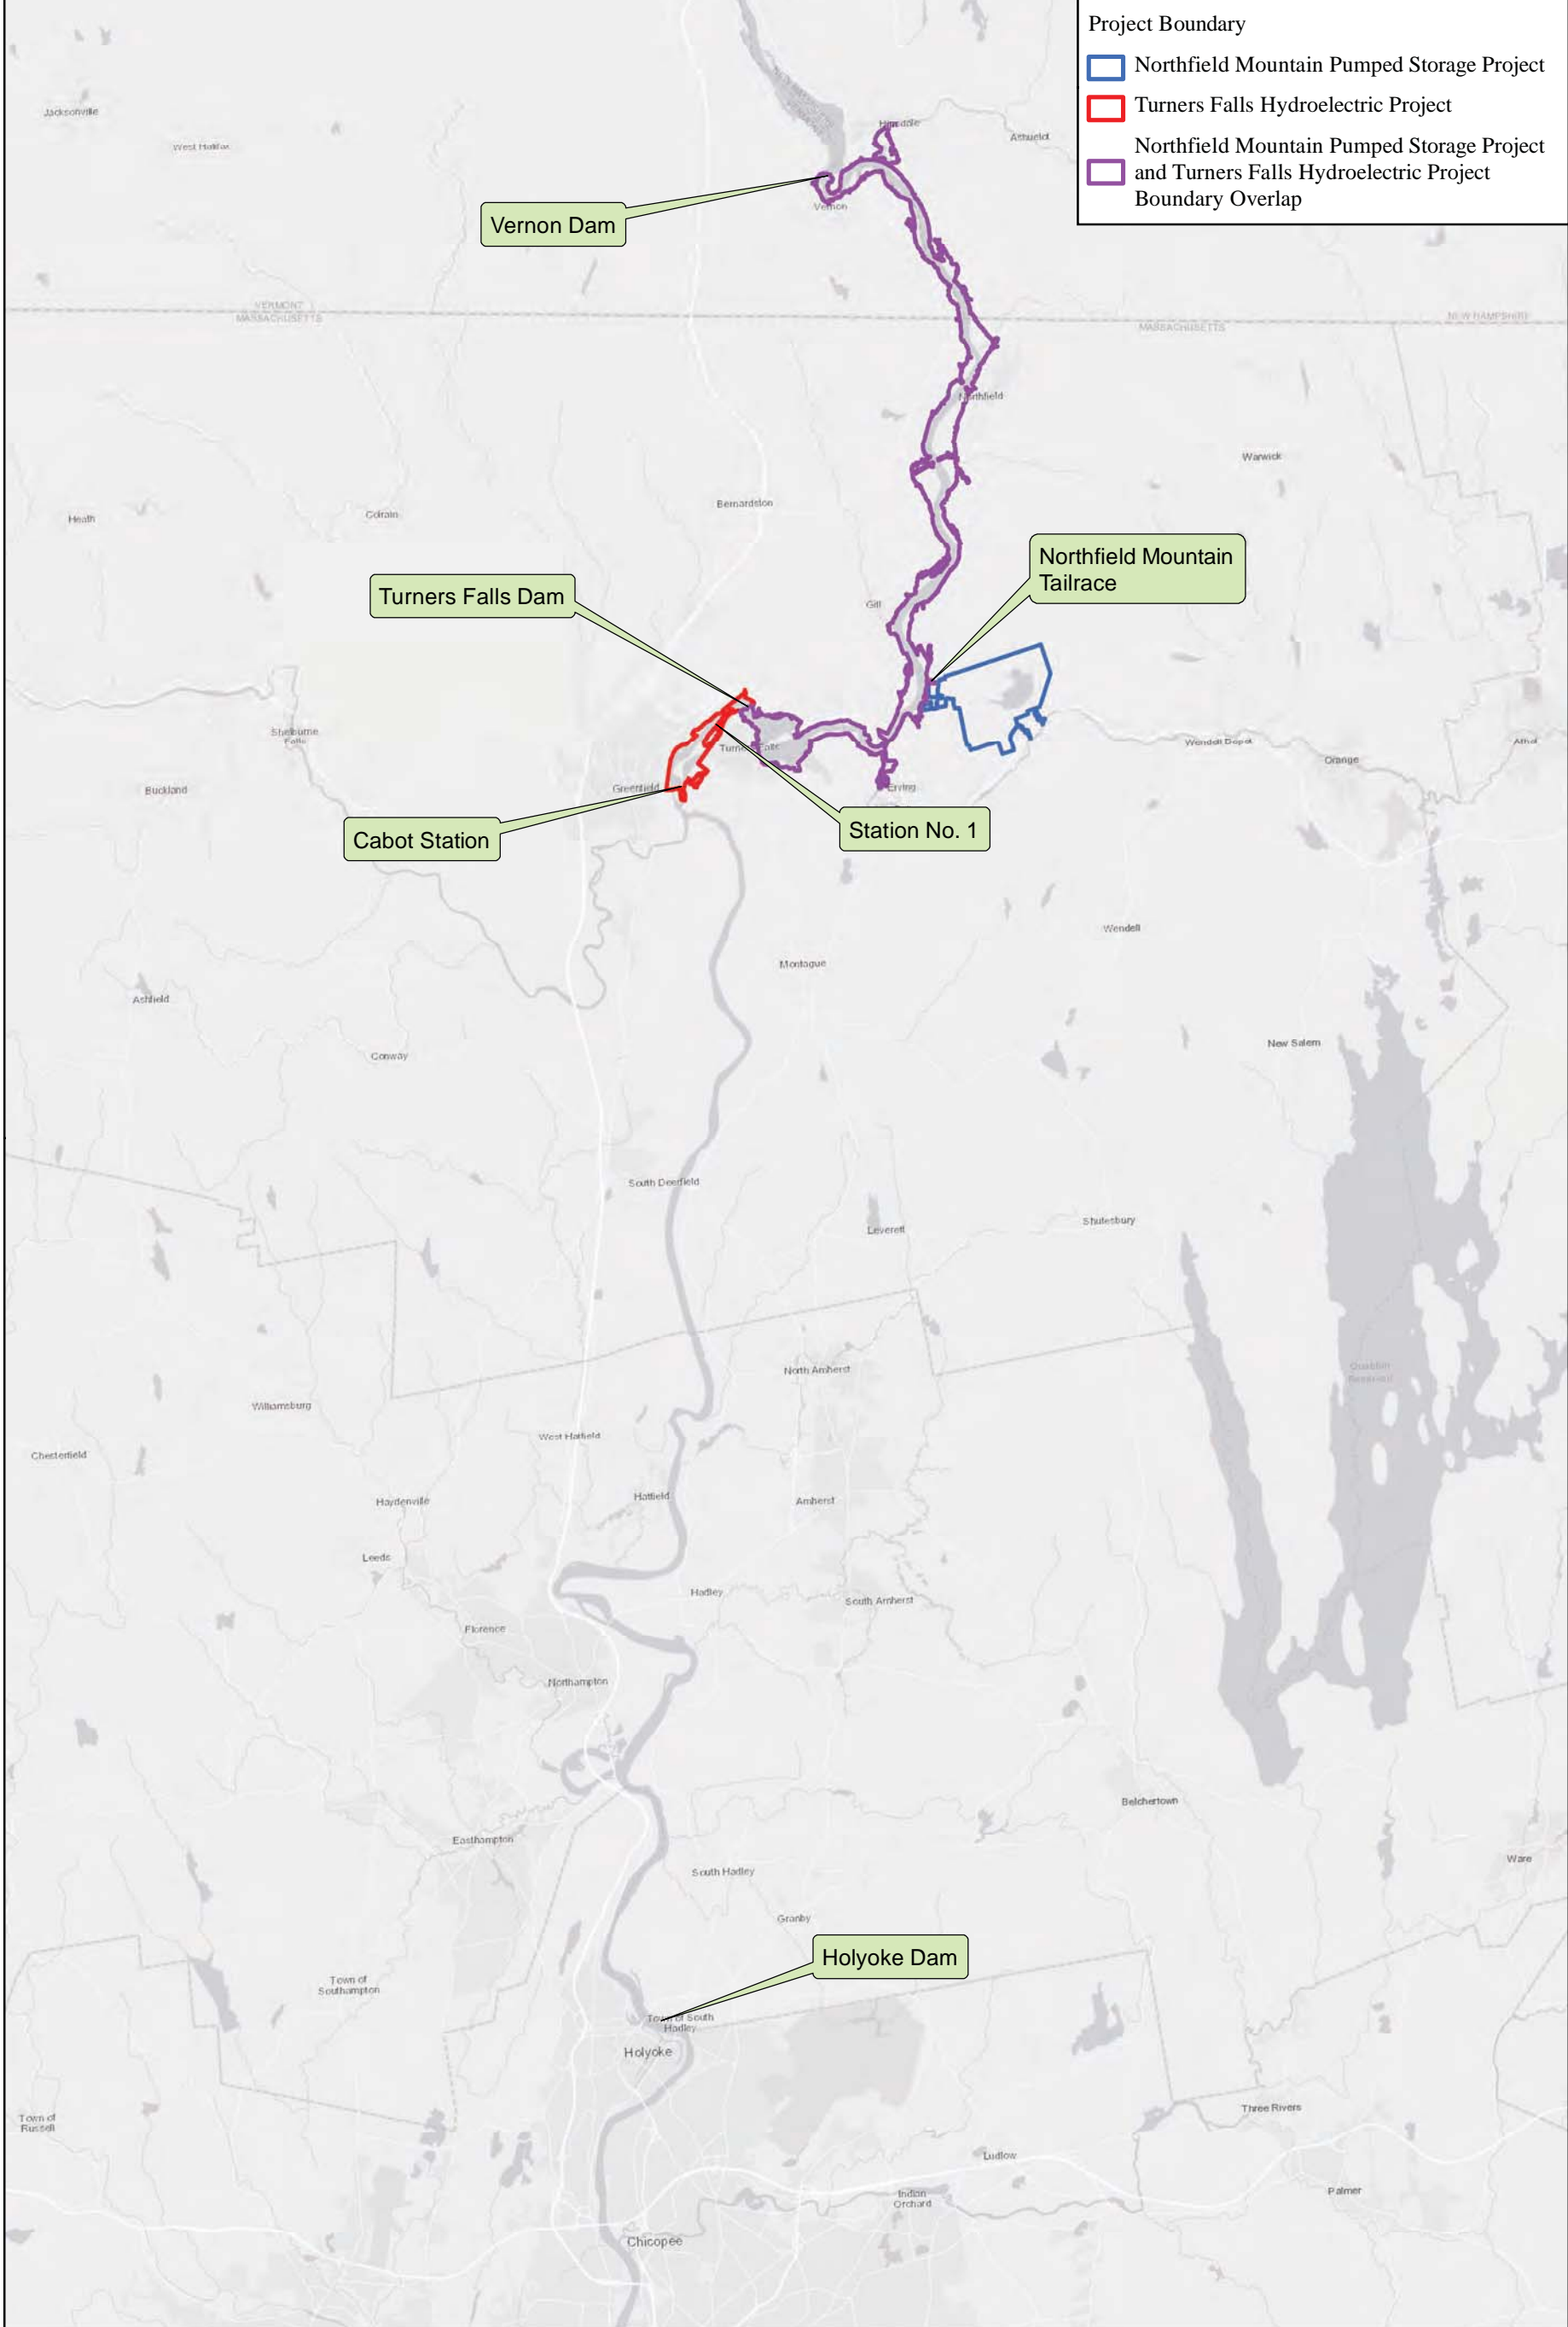 Project Boundary
Northfield Mountain Pumped Storage Project
Turners Falls Hydroelectric Project
Northfield Mountain Pumped Storage Project
and Turners Falls Hydroelectric Project
Boundary Overlap
Jacksonville
West Halifax
Hinsdale
Ashuelot
Vernon Dam
Vernon
VERMONT
MASSACHUSETTS
MASSACHUSETTS
NEW HAMPSHIRE
Northfield
Warwick
Bernardston
Heath
Colrain
Northfield Mountain
Tailrace
Turners Falls Dam
Gill
Shelburne
Falls
Turners Falls
Wendell Depot
Athol
Orange
Buckland
Greenfield
Erving
Cabot Station
Station No. 1
Wendell
Montague
Ashfield
New Salem
Conway
South Deerfield
Leverett
Shutesbury
North Amherst
Quabbin
Reservoir
Williamsburg
West Hatfield
Chesterfield
Haydenville
Hatfield
Amherst
Leeds
Hadley
South Amherst
Florence
Northampton
Belchertown
Easthampton
South Hadley
Ware
Granby
Holyoke Dam
Town of
Southampton
Town of South
Hadley
Holyoke
Town of
Russell
Three Rivers
Ludlow
Indian
Orchard
Palmer
Chicopee